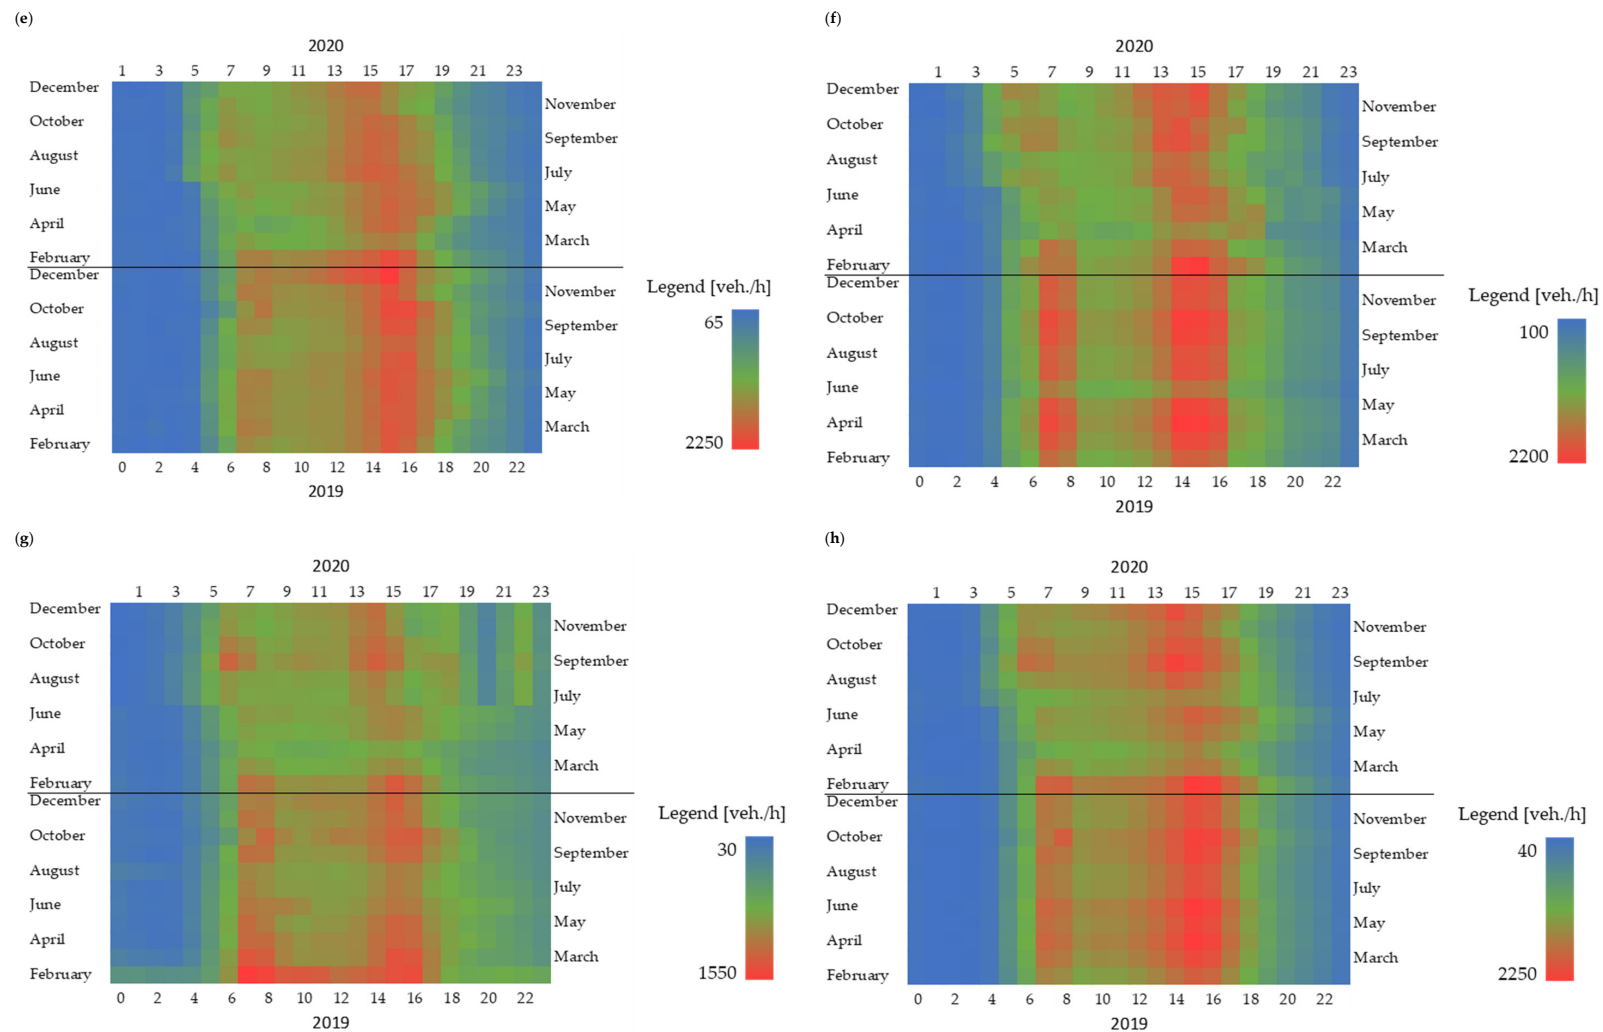 (e)
2020
1 3 5 7 9 11 13 15 17 19 21 23
December
November
October
September
August
July
June
May
April
March
February
December
November
October
September
August
July
June
May
April
March
February
0 2 4 6 8 10 12 14 16 18 20 22
2019
Legend [veh./h]
65
2250
(f)
2020
1 3 5 7 9 11 13 15 17 19 21 23
December
November
October
September
August
July
June
May
April
March
February
December
November
October
September
August
July
June
May
April
March
February
0 2 4 6 8 10 12 14 16 18 20 22
2019
Legend [veh./h]
100
2200
(g)
2020
1 3 5 7 9 11 13 15 17 19 21 23
December
November
October
September
August
July
June
May
April
March
February
December
November
October
September
August
July
June
May
April
March
February
0 2 4 6 8 10 12 14 16 18 20 22
2019
Legend [veh./h]
30
1550
(h)
2020
1 3 5 7 9 11 13 15 17 19 21 23
December
November
October
September
August
July
June
May
April
March
February
December
November
October
September
August
July
June
May
April
March
February
0 2 4 6 8 10 12 14 16 18 20 22
2019
Legend [veh./h]
40
2250